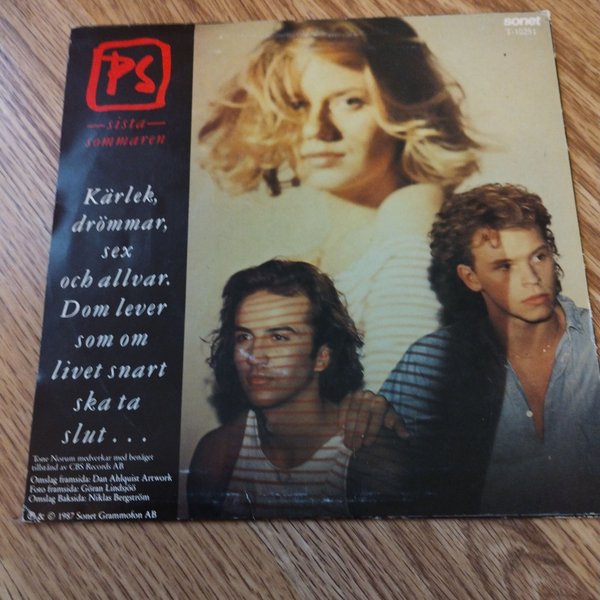 sonet
T-10251
PS
sista
sommaren
Kärlek,
drömmar,
sex
och allvar.
Dom lever
som om
livet snart
ska ta
slut . . .
Tone Norum medverkar med benäget
tillstånd av CBS Records AB
Omslag framsida: Dan Ahlquist Artwork
Foto framsida: Göran Lindsjöö
Omslag Baksida: Niklas Bergström
℗ & © 1987 Sonet Grammofon AB